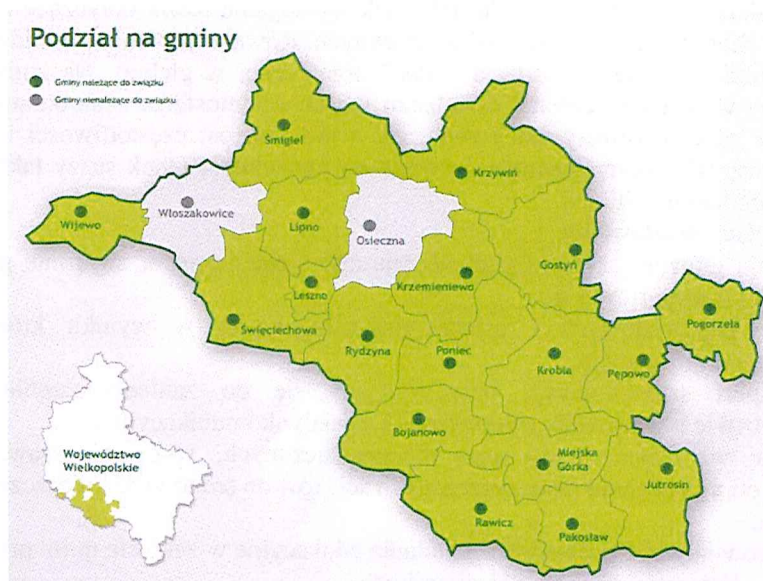 Podział na gminy
Gminy należące do związku
Gminy nienależące do związku
Śmigiel
Krzywiń
Włoszakowice
Wijewo
Lipno
Osieczna
Gostyń
Leszno
Krzemieniewo
Święciechowa
Pogorzela
Rydzyna
Poniec
Krobia
Pępowo
Bojanowo
Województwo
Wielkopolskie
Miejska
Górka
Jutrosin
Rawicz
Pakosław